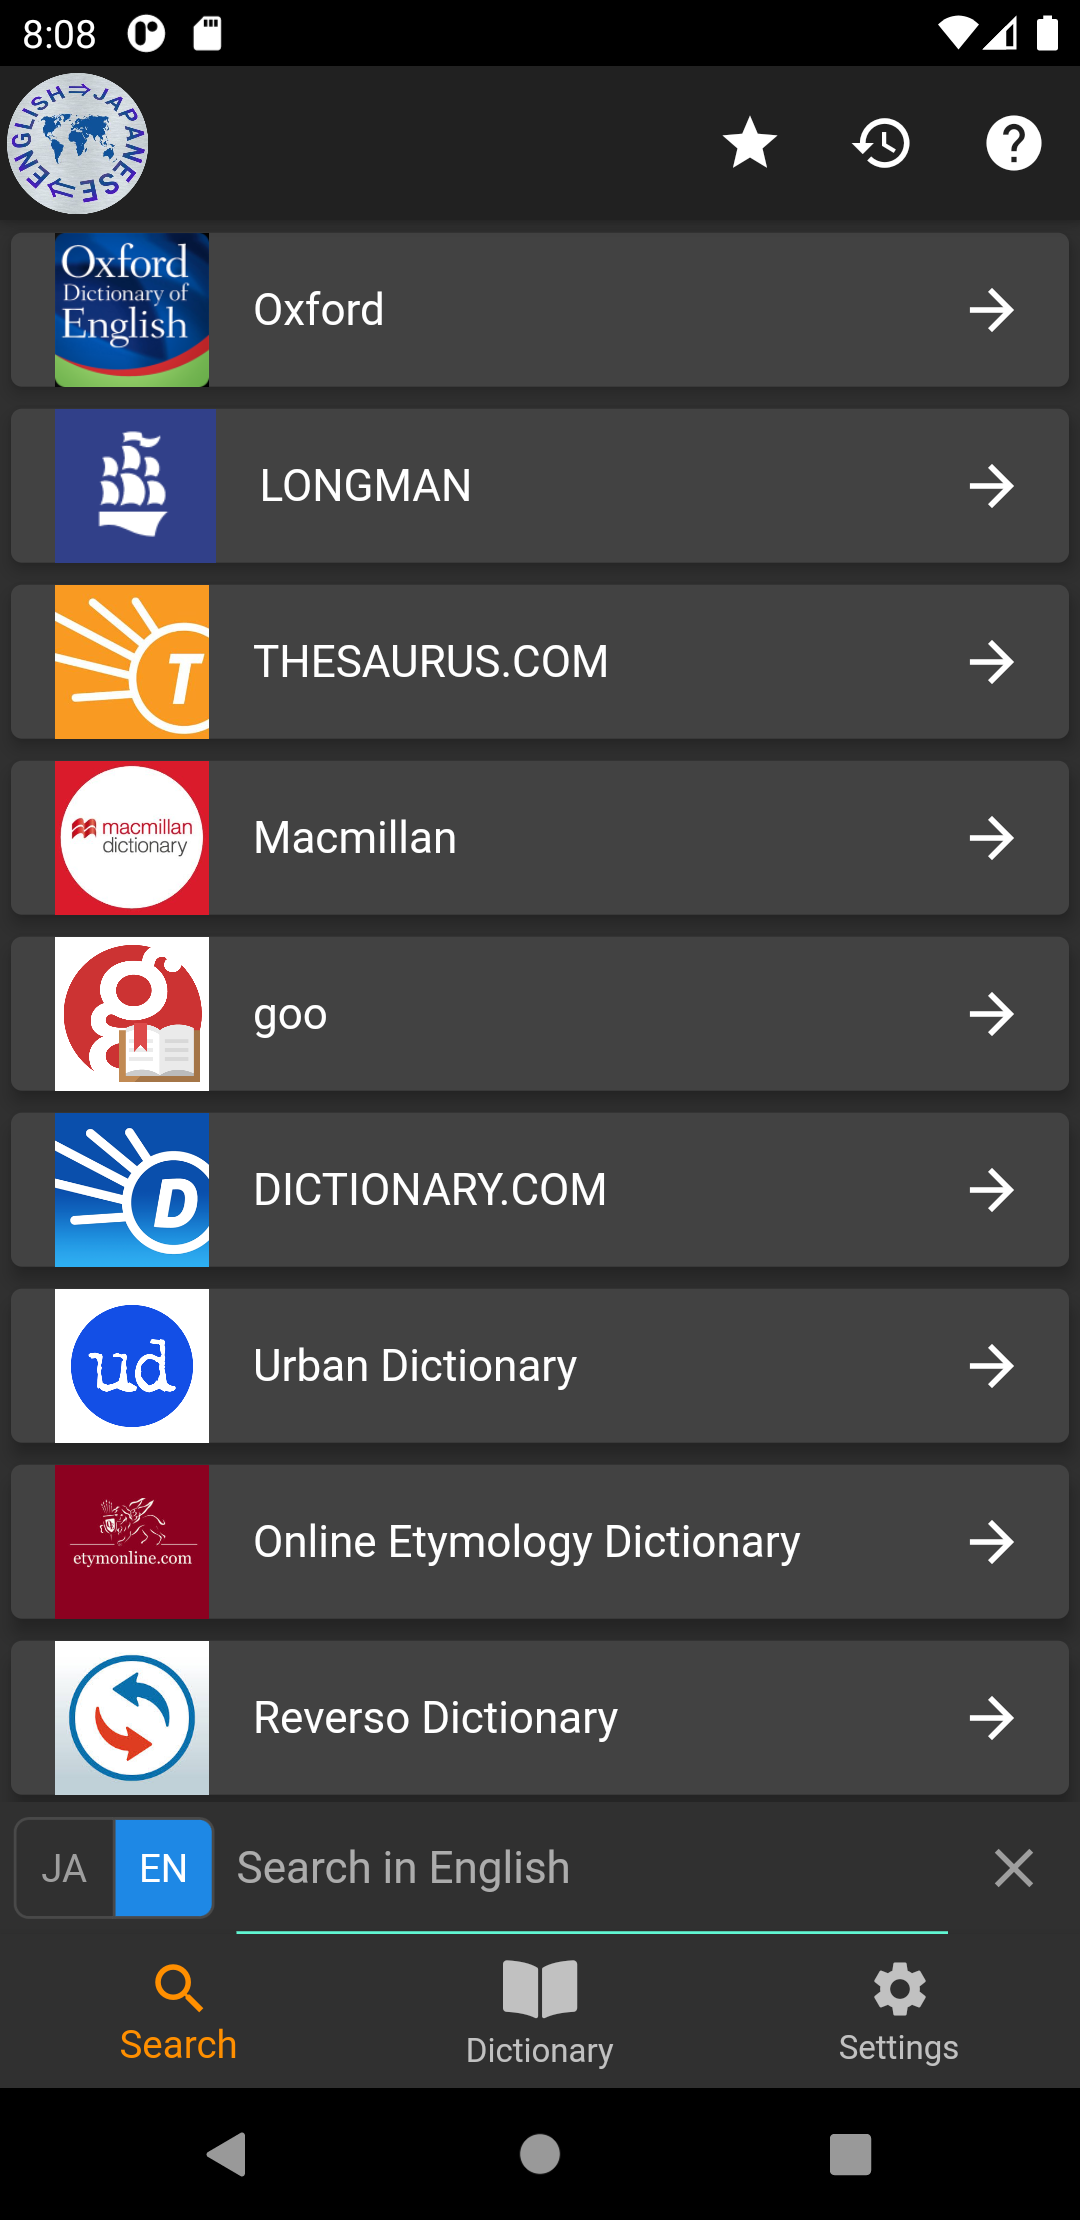 8:08
ENGLISH⇒JAPANESE⇒
Oxford
Dictionary of
English
Oxford
LONGMAN
T
THESAURUS.COM
macmillan
dictionary
Macmillan
g
goo
D
DICTIONARY.COM
ud
Urban Dictionary
etymonline.com
Online Etymology Dictionary
Reverso Dictionary
JA
EN
Search in English
Search
Dictionary
Settings